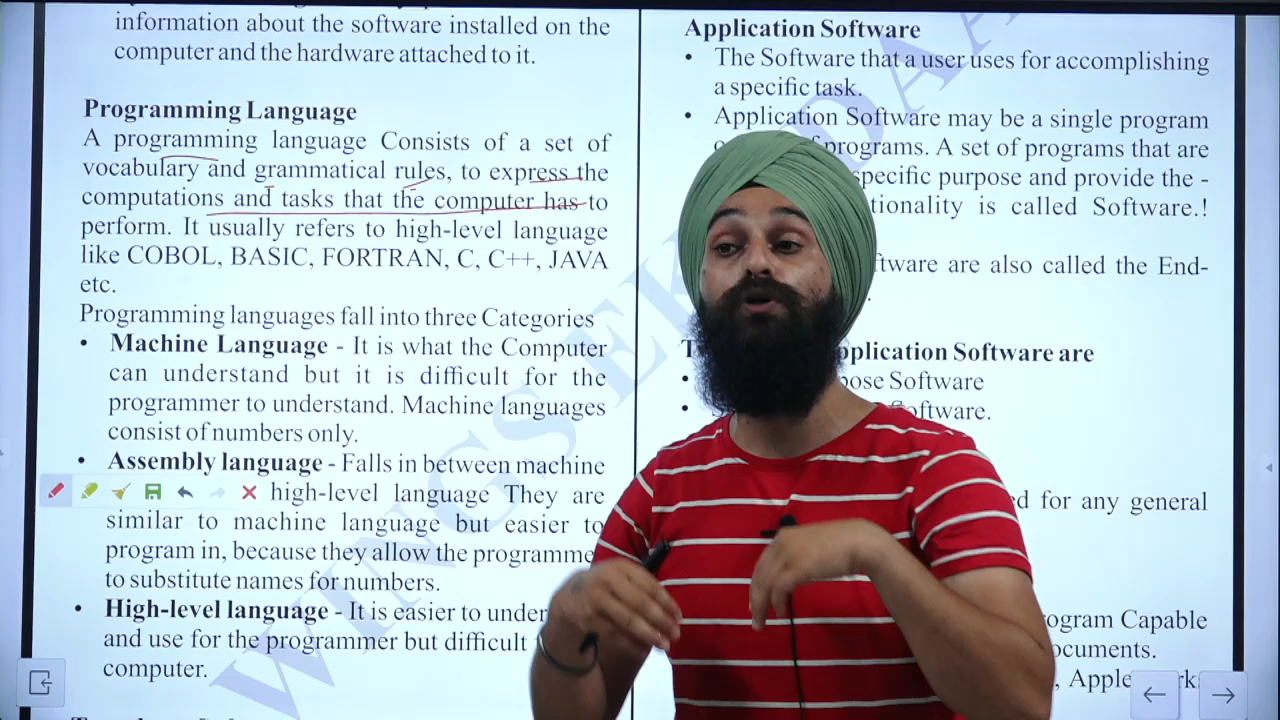 information about the software installed on the
computer and the hardware attached to it.
Programming Language
A programming language Consists of a set of
vocabulary and grammatical rules, to express the
computations and tasks that the computer has to
perform. It usually refers to high-level language
like COBOL, BASIC, FORTRAN, C, C++, JAVA
etc.
Programming languages fall into three Categories
• Machine Language - It is what the Computer
can understand but it is difficult for the
programmer to understand. Machine languages
consist of numbers only.
• Assembly language - Falls in between machine
high-level language They are
similar to machine language but easier to
program in, because they allow the programme
to substitute names for numbers.
• High-level language - It is easier to under
and use for the programmer but difficult
computer.
Application Software
• The Software that a user uses for accomplishing
a specific task.
• Application Software may be a single program
programs. A set of programs that are
specific purpose and provide the -
tionality is called Software.!
ftware are also called the End-
pplication Software are
pose Software
Software.
d for any general
ogram Capable
ocuments.
, Apple
WINGS